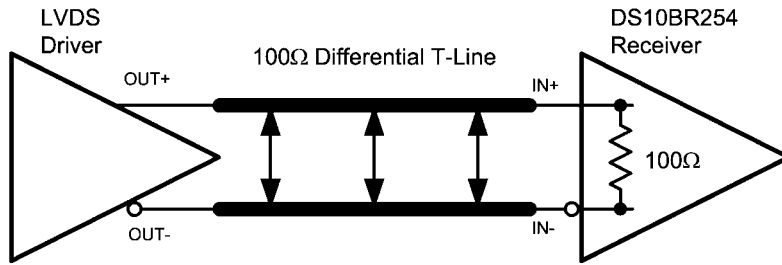 LVDS
Driver
DS10BR254
Receiver
100Ω Differential T-Line
OUT+
IN+
100Ω
OUT-
IN-